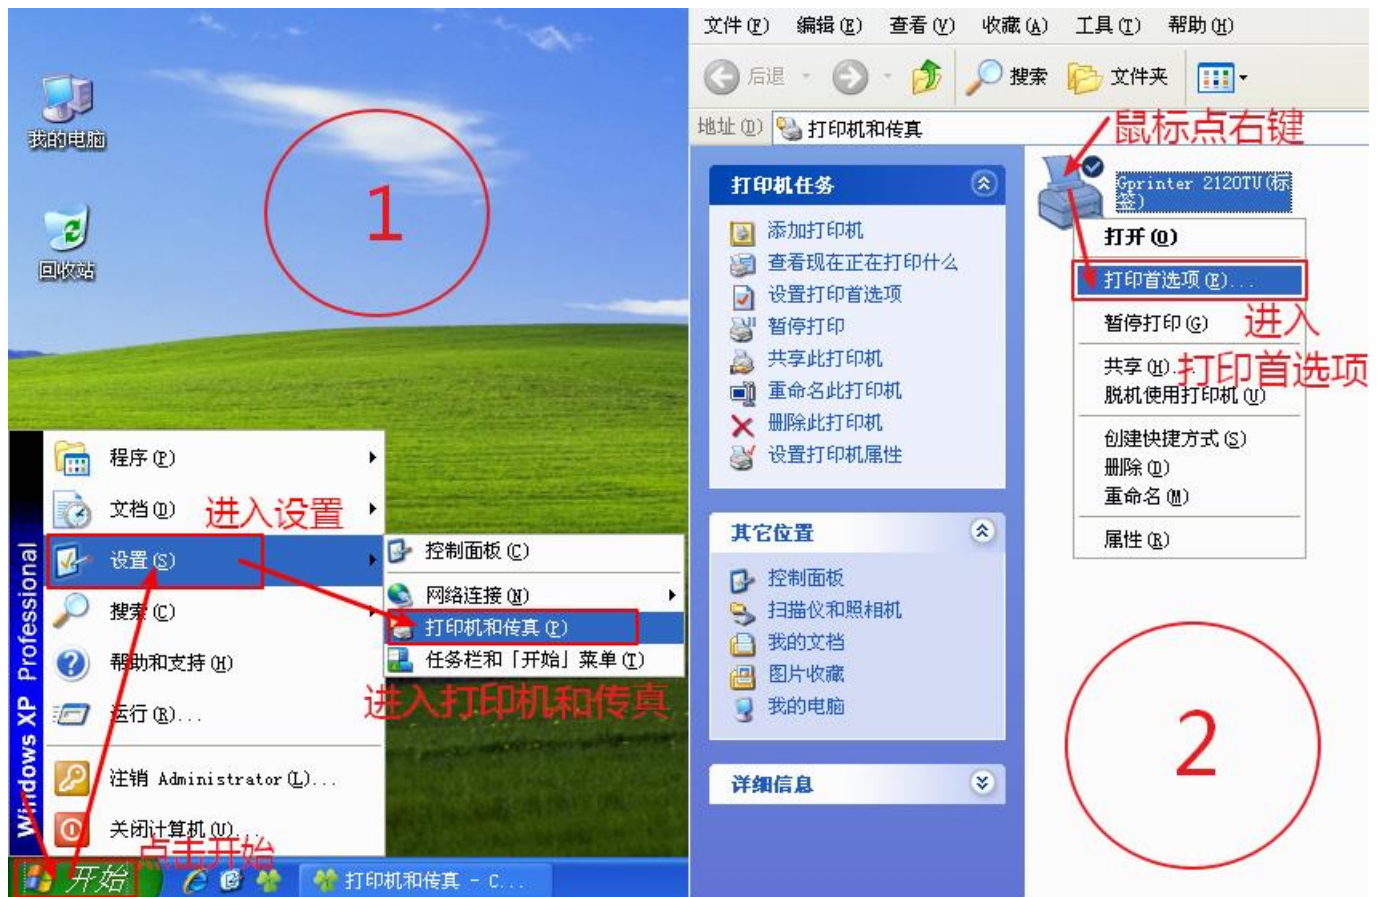 我的电脑
回收站
1
程序(P)
文档(D)
进入设置
设置(S)
搜索(C)
帮助和支持(H)
运行(R)...
注销 Administrator(L)...
关闭计算机(U)...
Windows XP Professional
控制面板(C)
网络连接(N)
打印机和传真(P)
任务栏和「开始」菜单(T)
进入打印机和传真
点击开始
开始
打印机和传真 - C...
文件(F) 编辑(E) 查看(V) 收藏(A) 工具(T) 帮助(H)
后退 搜索 文件夹
地址(D) 打印机和传真
鼠标点右键
打印机任务
添加打印机
查看现在正在打印什么
设置打印首选项
暂停打印
共享此打印机
重命名此打印机
删除此打印机
设置打印机属性
其它位置
控制面板
扫描仪和照相机
我的文档
图片收藏
我的电脑
详细信息
Gprinter 2120TU(标
签)
打开(O)
打印首选项(E)...
进入
打印首选项
暂停打印(G)
共享(H)...
脱机使用打印机(U)
创建快捷方式(S)
删除(D)
重命名(M)
属性(R)
2